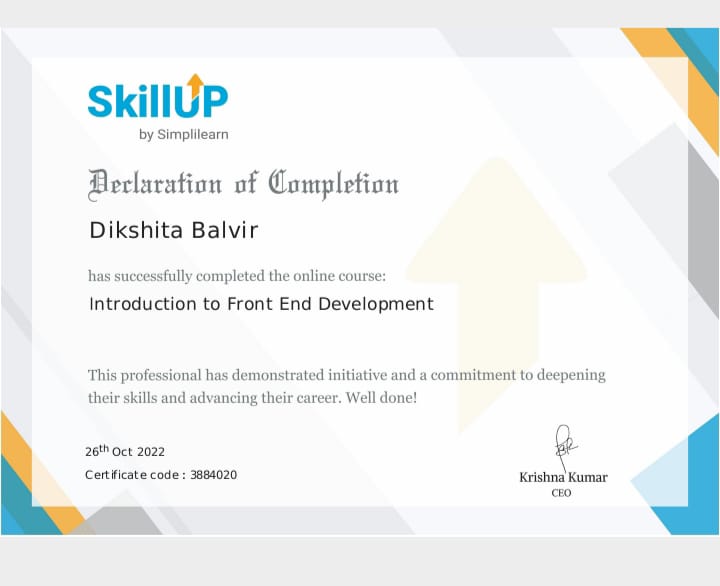 SkillUP
by Simplilearn
Declaration of Completion
Dikshita Balvir
has successfully completed the online course:
Introduction to Front End Development
This professional has demonstrated initiative and a commitment to deepening
their skills and advancing their career. Well done!
26th Oct 2022
Certificate code : 3884020
Krishna Kumar
CEO